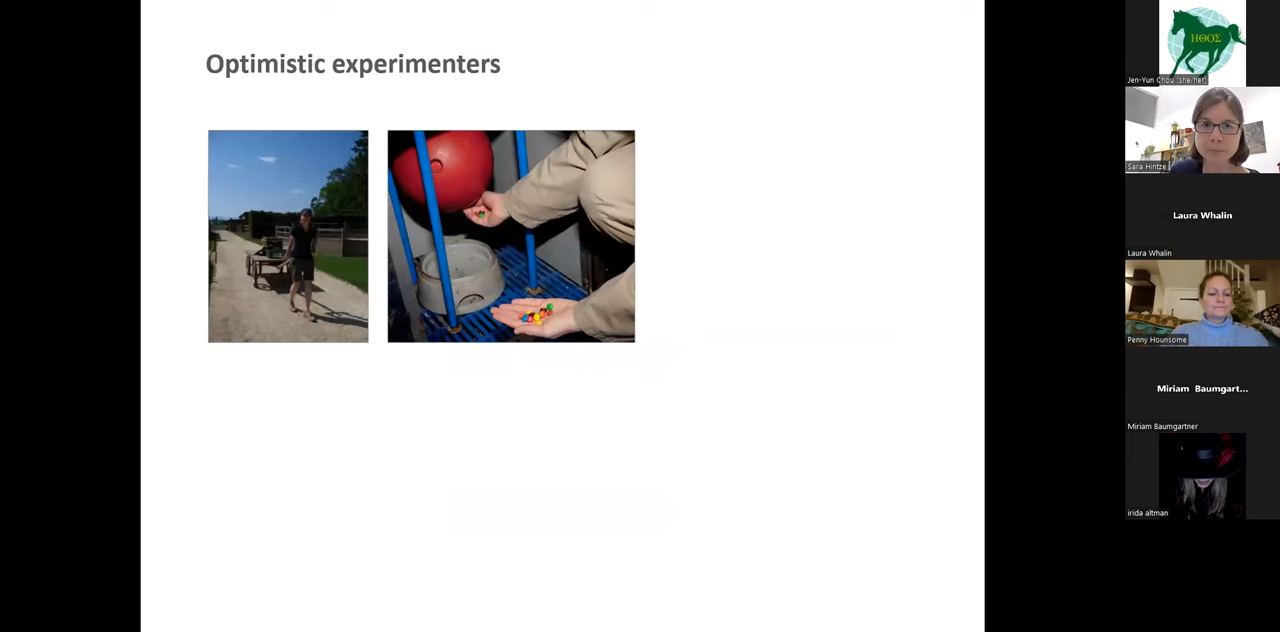 Optimistic experimenters
ΗΘΟΣ
Jen-Yun Chou (she/her)
Sara Hintze
Laura Whalin
Laura Whalin
Penny Hounsome
Miriam Baumgart...
Miriam Baumgartner
irida altman